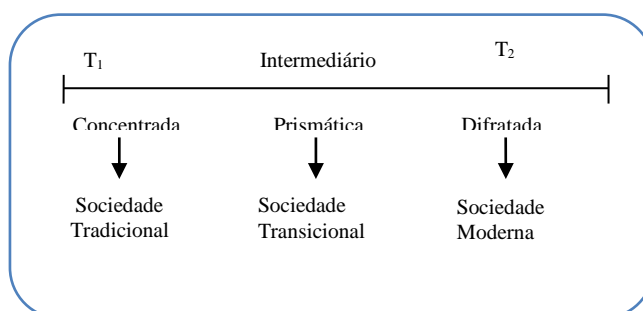 T1 Intermediário T2
Concentrada Prismática Difratada
Sociedade Sociedade Sociedade
Tradicional Transicional Moderna